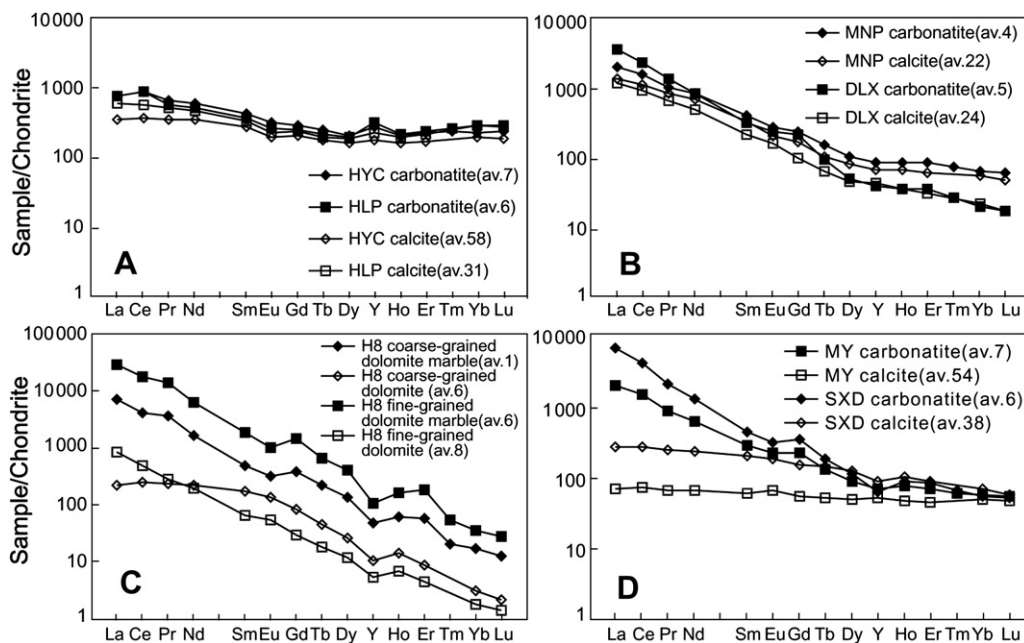 10000
1000
100
10
1
Sample/Chondrite
HYC carbonatite(av.7)
HLP carbonatite(av.6)
HYC calcite(av.58)
HLP calcite(av.31)
A
La Ce Pr Nd Sm Eu Gd Tb Dy Y Ho Er Tm Yb Lu
10000
1000
100
10
1
MNP carbonatite(av.4)
MNP calcite(av.22)
DLX carbonatite(av.5)
DLX calcite(av.24)
B
La Ce Pr Nd Sm Eu Gd Tb Dy Y Ho Er Tm Yb Lu
100000
10000
1000
100
10
1
Sample/Chondrite
H8 coarse-grained
dolomite marble(av.1)
H8 coarse-grained
dolomite (av.6)
H8 fine-grained
dolomite marble(av.6)
H8 fine-grained
dolomite (av.8)
C
La Ce Pr Nd Sm Eu Gd Tb Dy Y Ho Er Tm Yb Lu
10000
1000
100
10
1
MY carbonatite(av.7)
MY calcite(av.54)
SXD carbonatite(av.6)
SXD calcite(av.38)
D
La Ce Pr Nd Sm Eu Gd Tb Dy Y Ho Er Tm Yb Lu